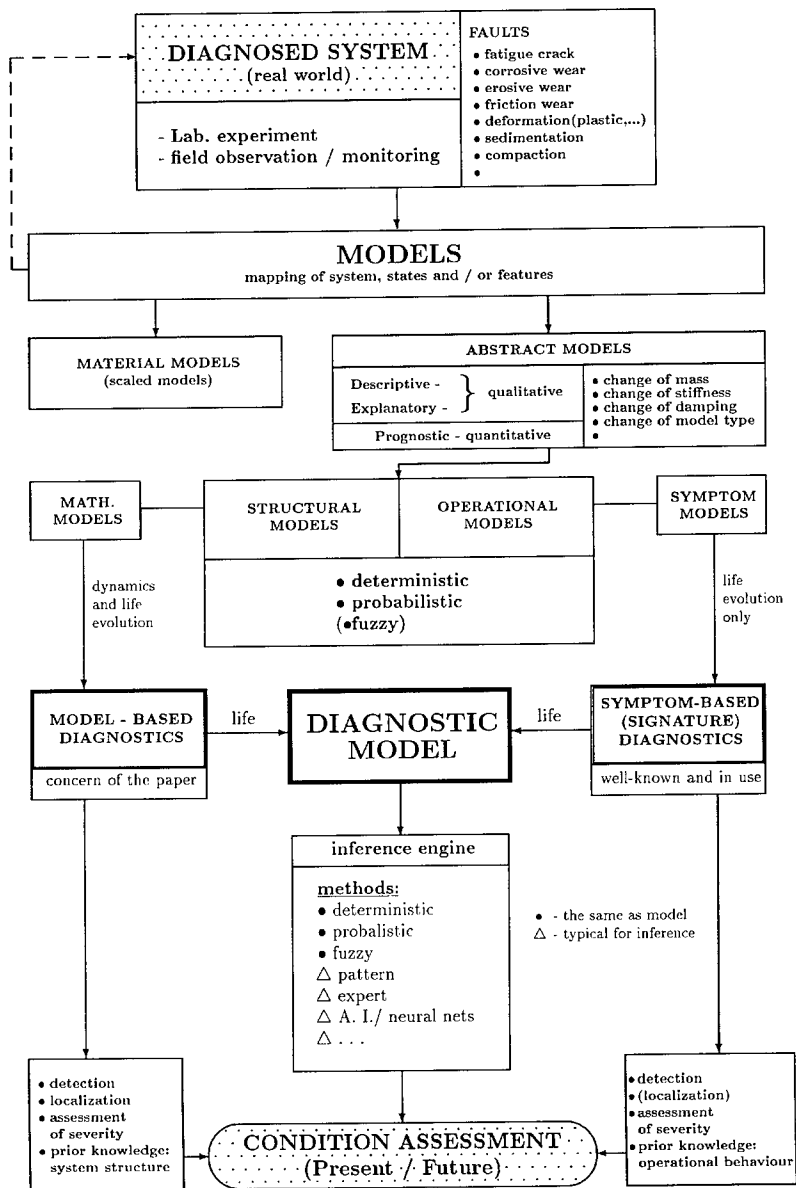 DIAGNOSED SYSTEM
(real world)
- Lab. experiment
- field observation / monitoring
FAULTS
• fatigue crack
• corrosive wear
• erosive wear
• friction wear
• deformation(plastic,...)
• sedimentation
• compaction
•
MODELS
mapping of system, states and / or features
MATERIAL MODELS
(scaled models)
ABSTRACT MODELS
Descriptive -
Explanatory -
} qualitative
Prognostic - quantitative
• change of mass
• change of stiffness
• change of damping
• change of model type
•
MATH.
MODELS
STRUCTURAL
MODELS
OPERATIONAL
MODELS
SYMPTOM
MODELS
• deterministic
• probabilistic
(•fuzzy)
dynamics
and life
evolution
life
evolution
only
MODEL - BASED
DIAGNOSTICS
concern of the paper
life
DIAGNOSTIC
MODEL
life
SYMPTOM-BASED
(SIGNATURE)
DIAGNOSTICS
well-known and in use
inference engine
methods:
• deterministic
• probalistic
• fuzzy
△ pattern
△ expert
△ A. I./ neural nets
△ . . .
• - the same as model
△ - typical for inference
• detection
• localization
• assessment
of severity
• prior knowledge:
system structure
CONDITION ASSESSMENT
(Present / Future)
• detection
• (localization)
• assessment
of severity
• prior knowledge:
operational behaviour